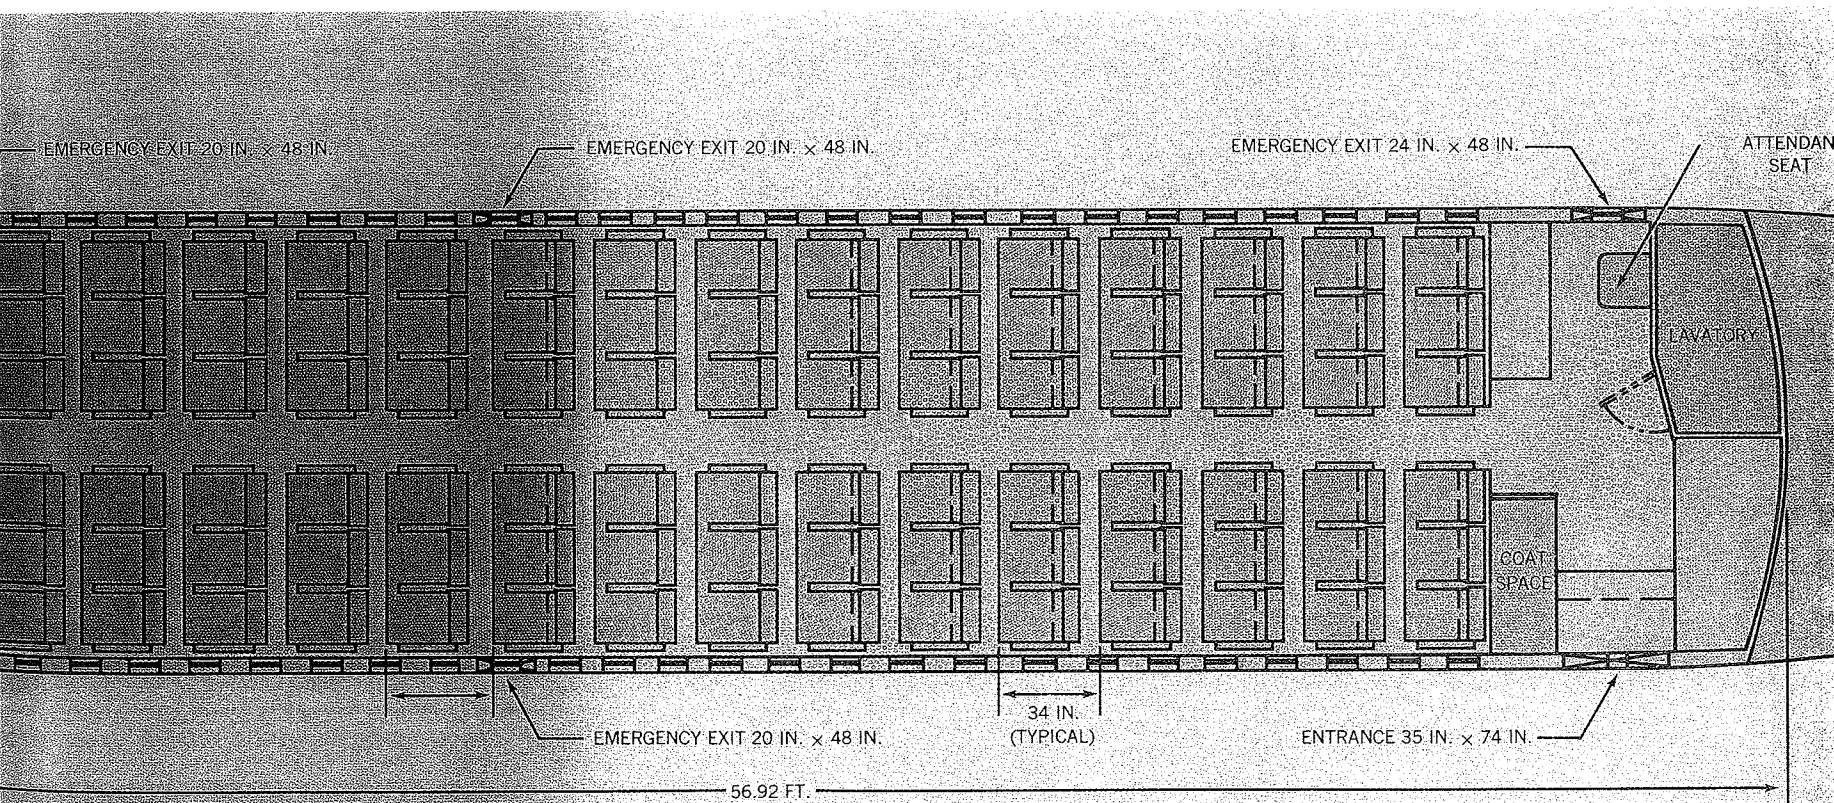 EMERGENCY EXIT 20 IN. × 48 IN.
EMERGENCY EXIT 20 IN. × 48 IN.
EMERGENCY EXIT 24 IN. × 48 IN.
ATTENDAN
SEAT
LAVATORY
COAT
SPACE
34 IN.
(TYPICAL)
EMERGENCY EXIT 20 IN. × 48 IN.
ENTRANCE 35 IN. × 74 IN.
56.92 FT.